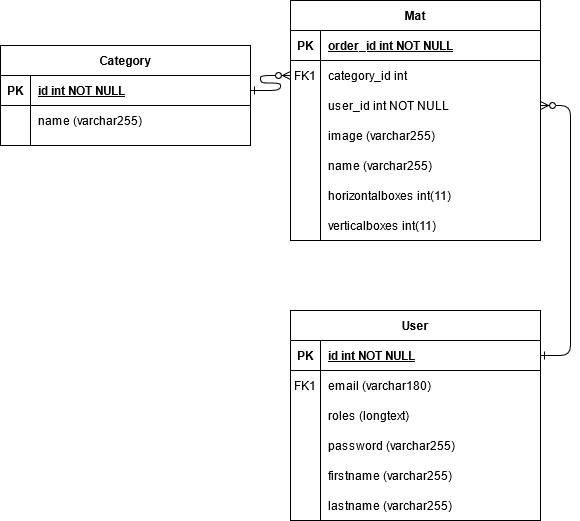 Mat
PK order_id int NOT NULL
FK1 category_id int
user_id int NOT NULL
image (varchar255)
name (varchar255)
horizontalboxes int(11)
verticalboxes int(11)
Category
PK id int NOT NULL
name (varchar255)
User
PK id int NOT NULL
FK1 email (varchar180)
roles (longtext)
password (varchar255)
firstname (varchar255)
lastname (varchar255)